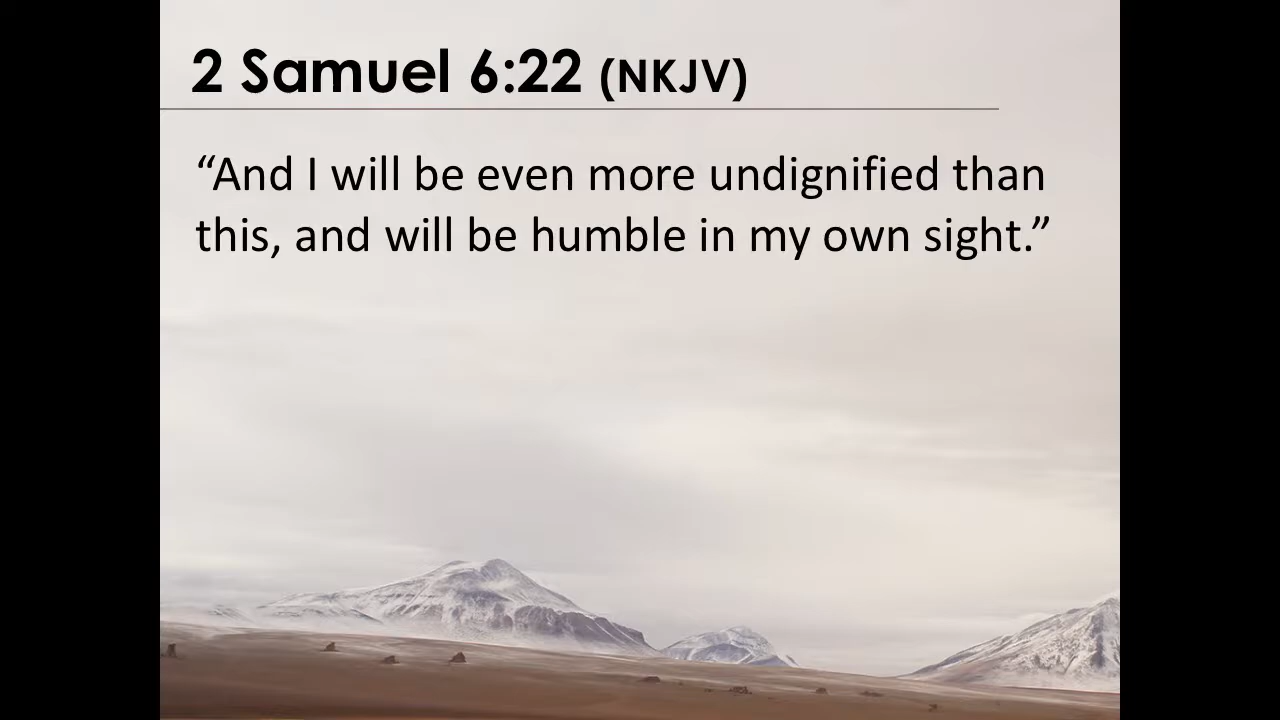 2 Samuel 6:22 (NKJV)
“And I will be even more undignified than
this, and will be humble in my own sight.”